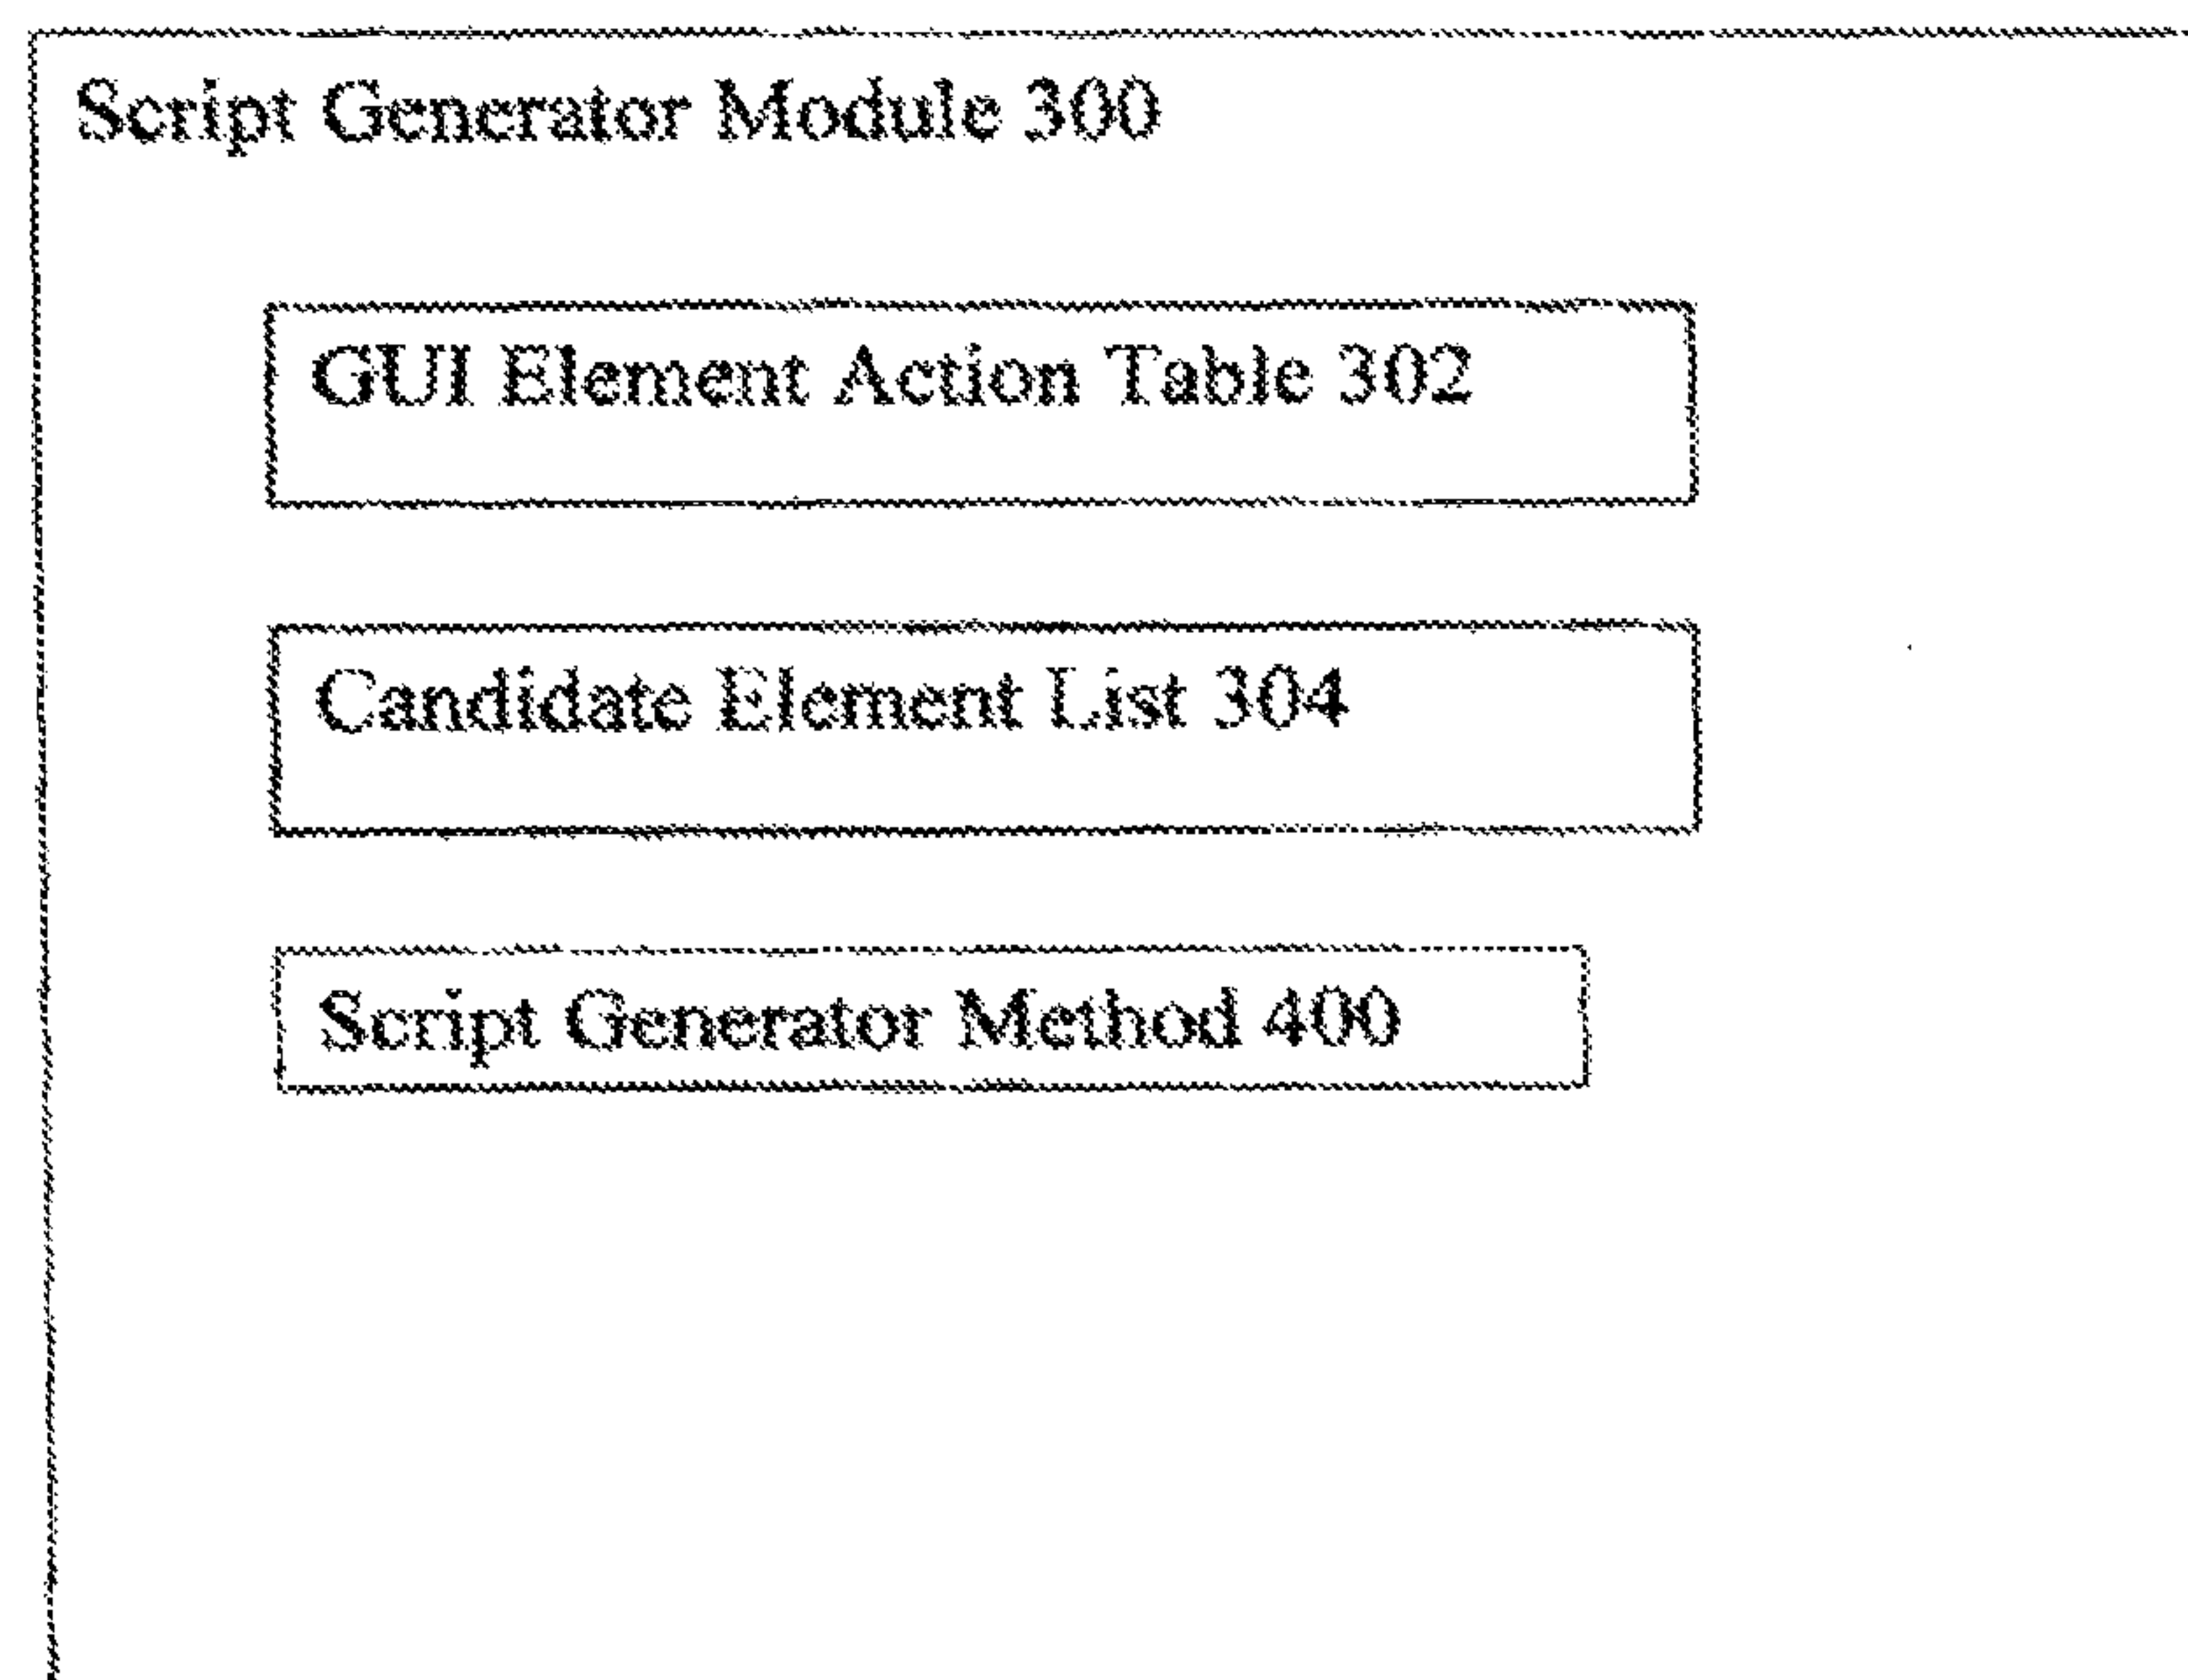 Script Generator Module 300
GUI Element Action Table 302
Candidate Element List 304
Script Generator Method 400